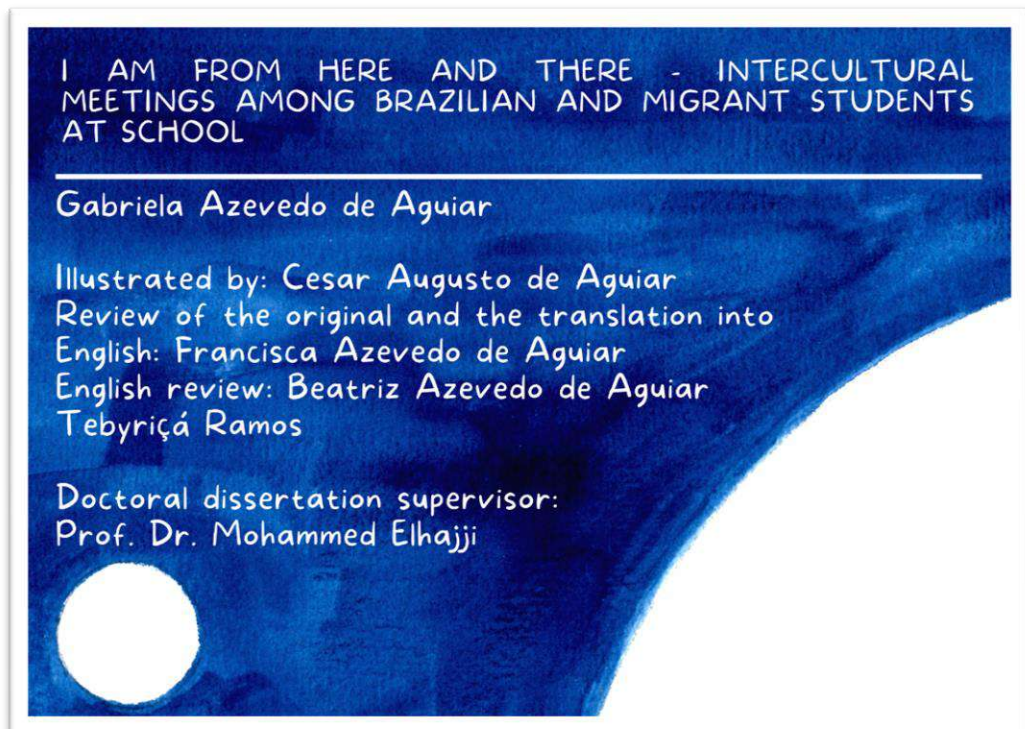 I AM FROM HERE AND THERE - INTERCULTURAL
MEETINGS AMONG BRAZILIAN AND MIGRANT STUDENTS
AT SCHOOL
Gabriela Azevedo de Aguiar
Illustrated by: Cesar Augusto de Aguiar
Review of the original and the translation into
English: Francisca Azevedo de Aguiar
English review: Beatriz Azevedo de Aguiar
Tebyriçá Ramos
Doctoral dissertation supervisor:
Prof. Dr. Mohammed Elhajji